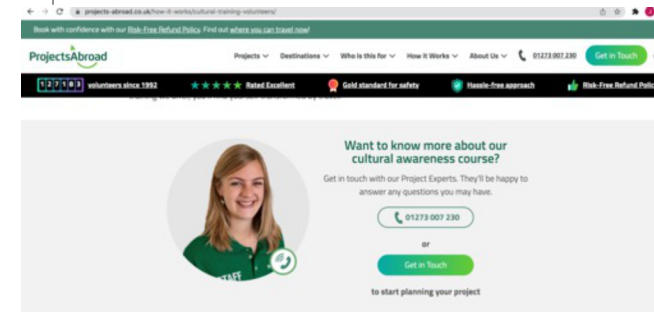 projects-abroad.co.uk/how-it-works/cultural-training-volunteers/
Book with confidence with our Risk-Free Refund Policy. Find out where you can travel now!
ProjectsAbroad
Projects Destinations Who is this for How It Works About Us 01273 007 230 Get in Touch
127183 volunteers since 1992 Rated Excellent Gold standard for safety Hassle-free approach Risk-Free Refund Polic
Want to know more about our
cultural awareness course?
Get in touch with our Project Experts. They'll be happy to
answer any questions you may have.
01273 007 230
or
Get in Touch
to start planning your project
STAFF